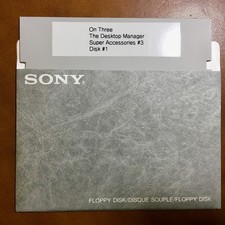 On Three
The Desktop Manager
Super Accessories #3
Disk #1
SONY®
FLOPPY DISK/DISQUE SOUPLE/FLOPPY DISK